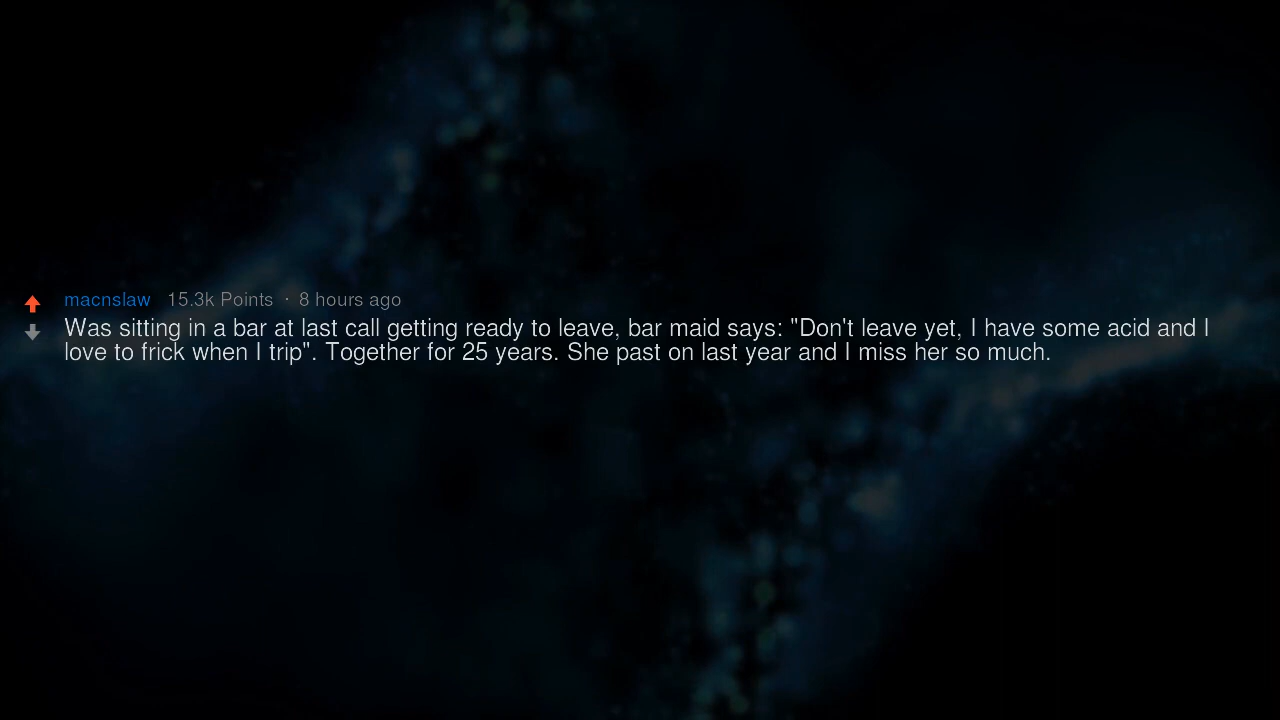 macnslaw 15.3k Points · 8 hours ago
Was sitting in a bar at last call getting ready to leave, bar maid says: "Don't leave yet, I have some acid and I
love to frick when I trip". Together for 25 years. She past on last year and I miss her so much.